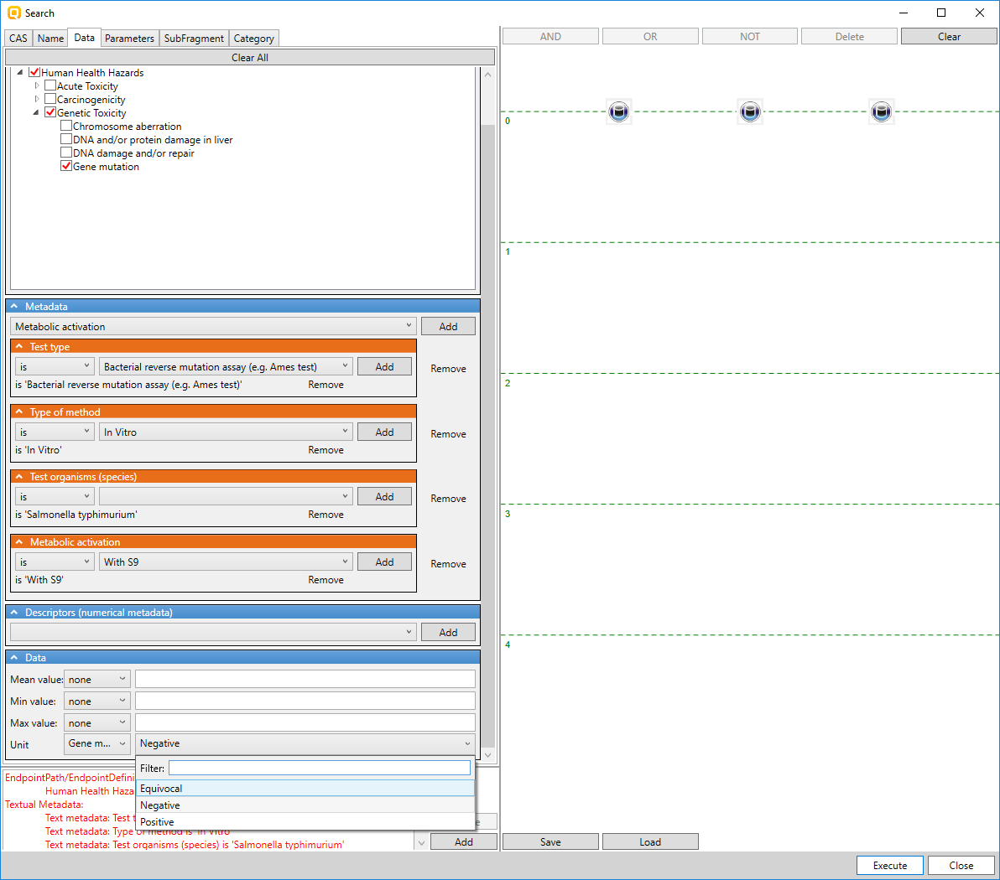 Search
CAS Name Data Parameters SubFragment Category
AND OR NOT Delete Clear
Clear All
Human Health Hazards
Acute Toxicity
Carcinogenicity
Genetic Toxicity
Chromosome aberration
DNA and/or protein damage in liver
DNA damage and/or repair
Gene mutation
Metadata
Metabolic activation Add
Test type
is Bacterial reverse mutation assay (e.g. Ames test) Add Remove
is 'Bacterial reverse mutation assay (e.g. Ames test)' Remove
Type of method
is In Vitro Add Remove
is 'In Vitro' Remove
Test organisms (species)
is Add Remove
is 'Salmonella typhimurium' Remove
Metabolic activation
is With S9 Add Remove
is 'With S9' Remove
Descriptors (numerical metadata)
Add
Data
Mean value: none
Min value: none
Max value: none
Unit Gene m... Negative
Filter:
Equivocal
Negative
Positive
EndpointPath/EndpointDefini
Human Health Haza
Textual Metadata:
Text metadata: Test t
Text metadata: Type of method is 'In Vitro'
Text metadata: Test organisms (species) is 'Salmonella typhimurium'
Add
0
1
2
3
4
Save Load
Execute Close